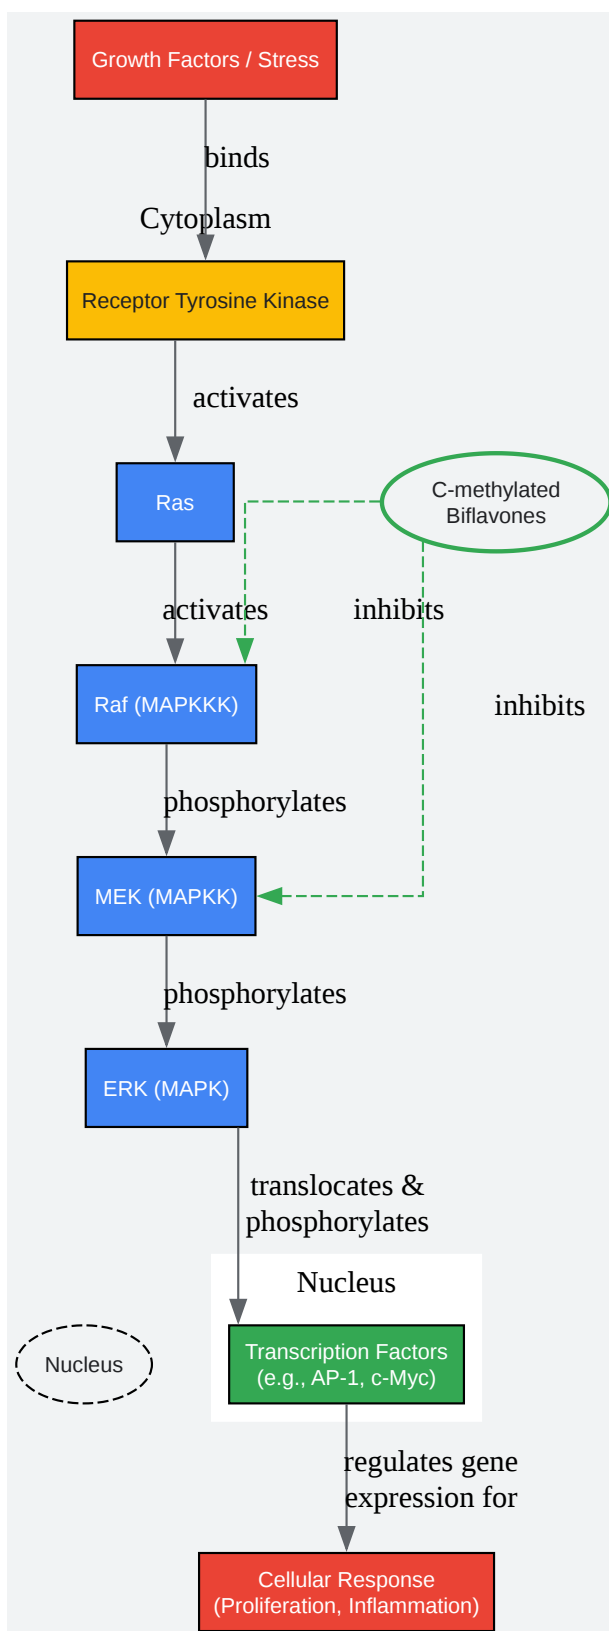 Growth Factors / Stress
binds
Cytoplasm
Receptor Tyrosine Kinase
activates
Ras
C-methylated
Biflavones
activates
inhibits
Raf (MAPKKK)
inhibits
phosphorylates
MEK (MAPKK)
phosphorylates
ERK (MAPK)
translocates &
phosphorylates
Nucleus
Nucleus
Transcription Factors
(e.g., AP-1, c-Myc)
regulates gene
expression for
Cellular Response
(Proliferation, Inflammation)